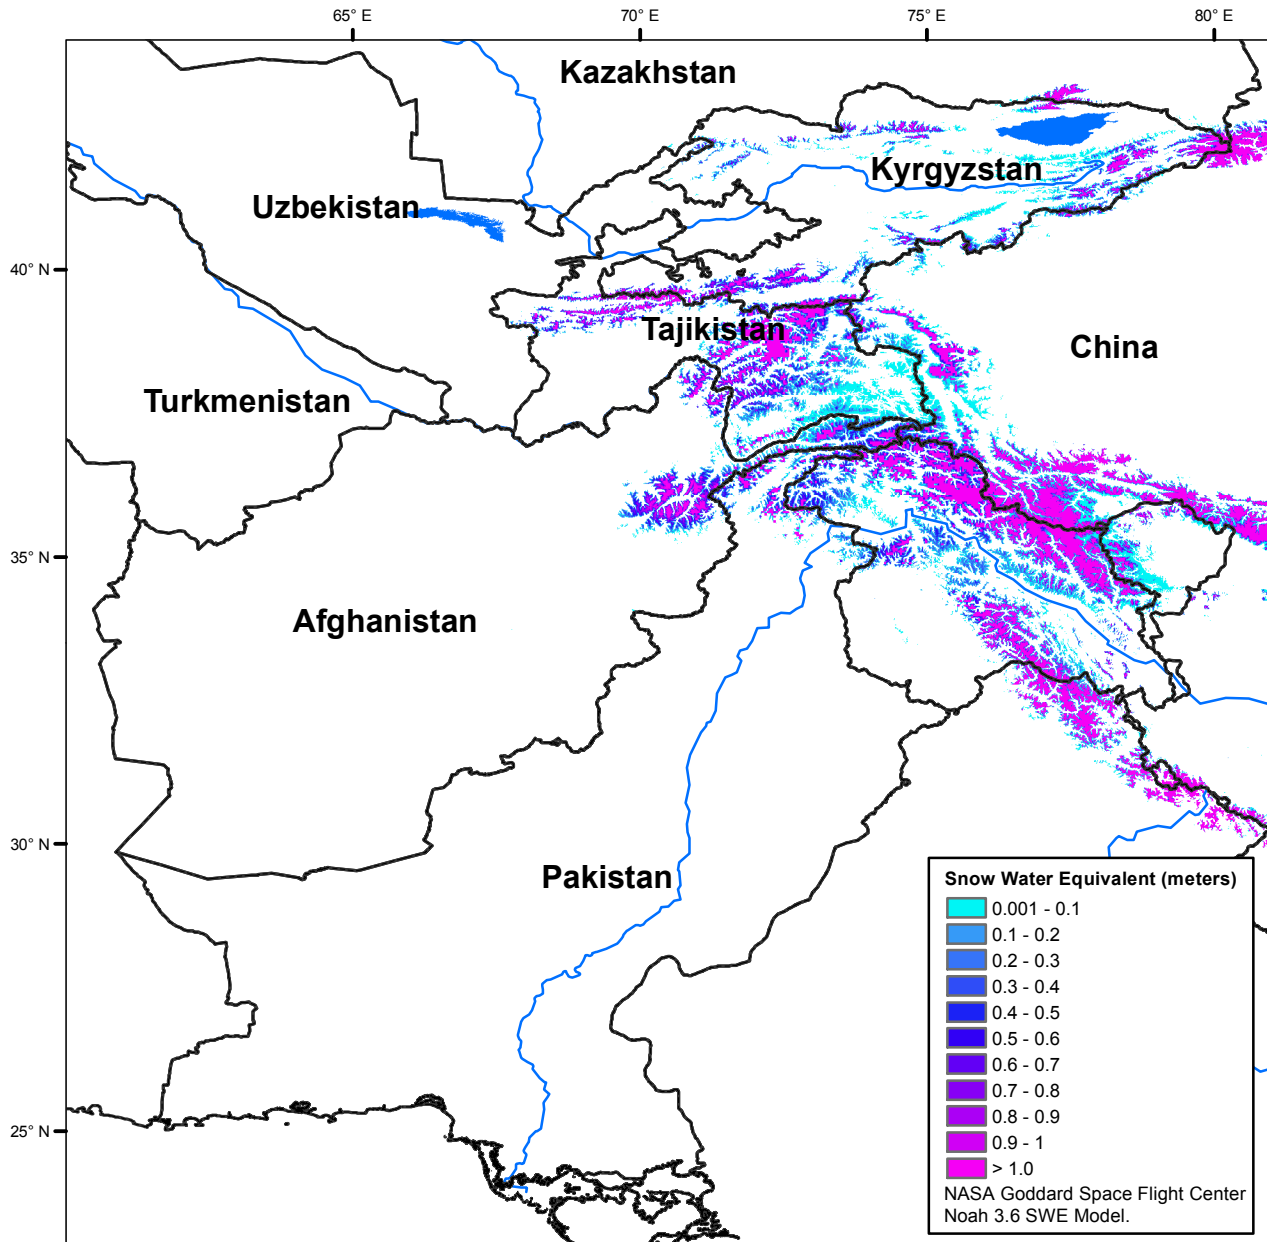 65° E
70° E
75° E
80° E
Kazakhstan
Kyrgyzstan
Uzbekistan
40° N
Tajikistan
China
Turkmenistan
35° N
Afghanistan
30° N
Pakistan
25° N
Snow Water Equivalent (meters)
0.001 - 0.1
0.1 - 0.2
0.2 - 0.3
0.3 - 0.4
0.4 - 0.5
0.5 - 0.6
0.6 - 0.7
0.7 - 0.8
0.8 - 0.9
0.9 - 1
> 1.0
NASA Goddard Space Flight Center
Noah 3.6 SWE Model.